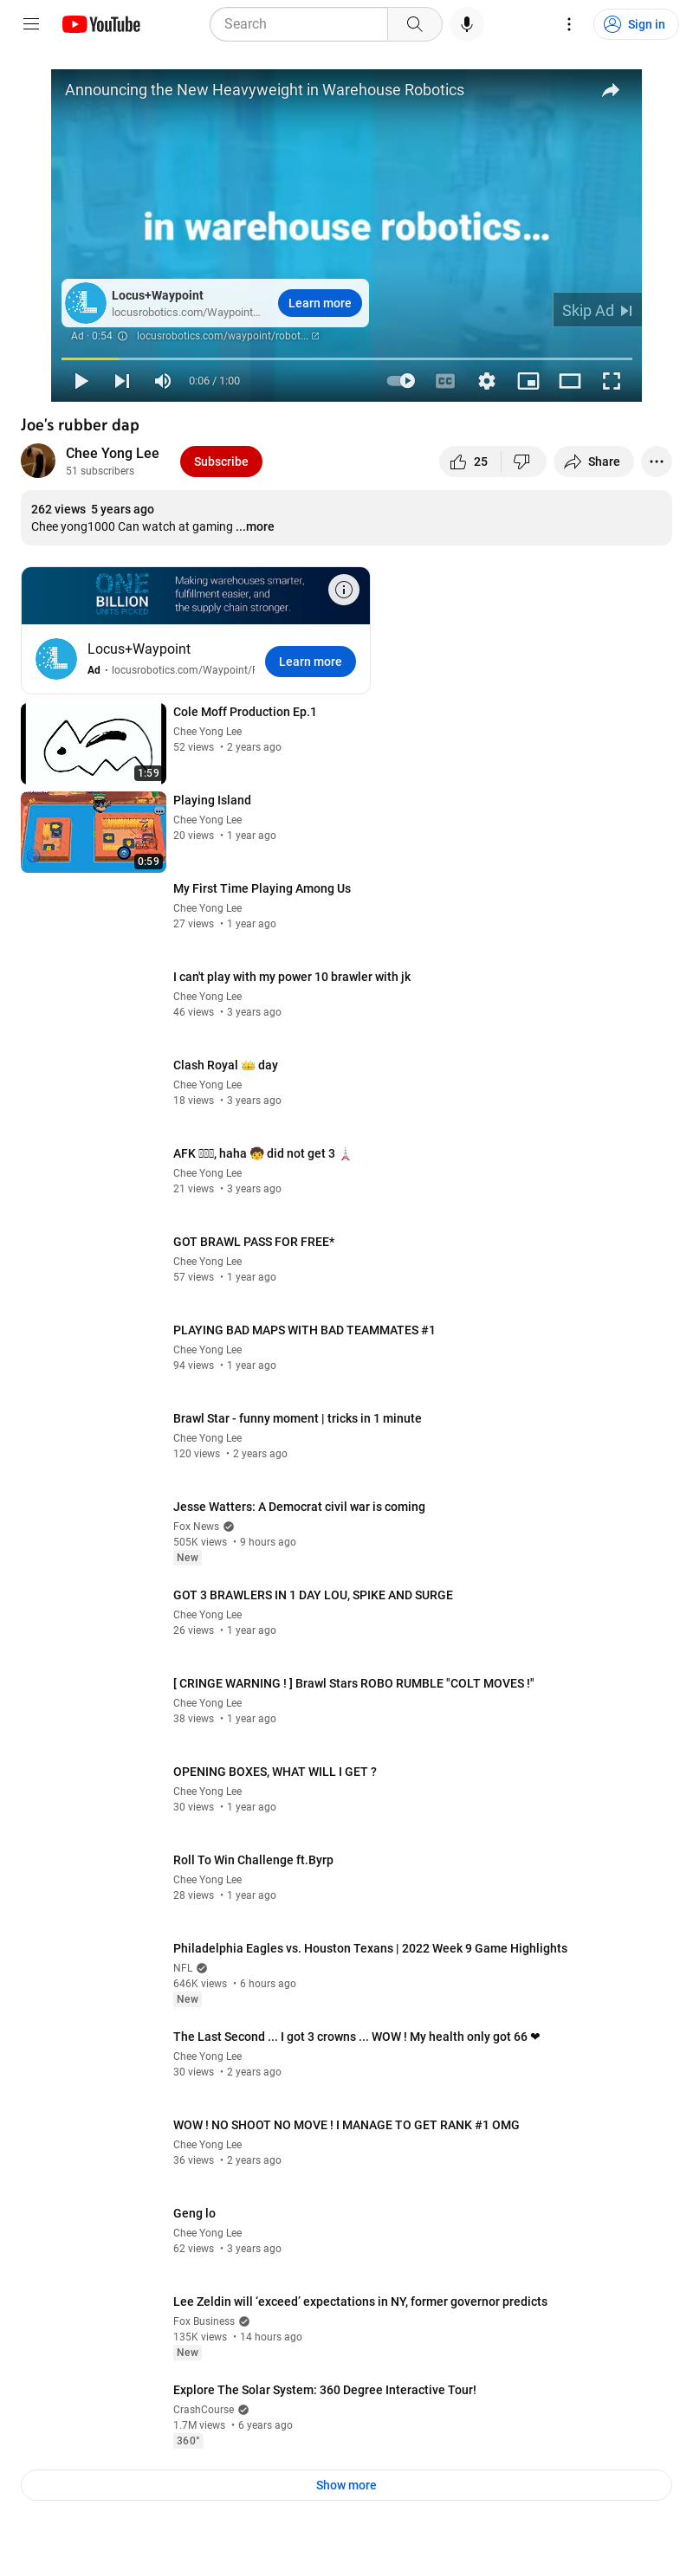 YouTube
Search
Sign in
Announcing the New Heavyweight in Warehouse Robotics
in warehouse robotics...
Locus+Waypoint
locusrobotics.com/Waypoint...
Learn more
Skip Ad
Ad · 0:54
locusrobotics.com/waypoint/robot...
0:06 / 1:00
CC
Joe's rubber dap
Chee Yong Lee
51 subscribers
Subscribe
25
Share
262 views 5 years ago
Chee yong1000 Can watch at gaming ...more
ONE
BILLION
UNITS PICKED
Making warehouses smarter,
fulfillment easier, and
the supply chain stronger.
Locus+Waypoint
Ad • locusrobotics.com/Waypoint/
Learn more
1:59
Cole Moff Production Ep.1
Chee Yong Lee
52 views • 2 years ago
0:59
Playing Island
Chee Yong Lee
20 views • 1 year ago
My First Time Playing Among Us
Chee Yong Lee
27 views • 1 year ago
I can't play with my power 10 brawler with jk
Chee Yong Lee
46 views • 3 years ago
Clash Royal 👑 day
Chee Yong Lee
18 views • 3 years ago
AFK , haha 🧒 did not get 3 🗼
Chee Yong Lee
21 views • 3 years ago
GOT BRAWL PASS FOR FREE*
Chee Yong Lee
57 views • 1 year ago
PLAYING BAD MAPS WITH BAD TEAMMATES #1
Chee Yong Lee
94 views • 1 year ago
Brawl Star - funny moment | tricks in 1 minute
Chee Yong Lee
120 views • 2 years ago
Jesse Watters: A Democrat civil war is coming
Fox News
505K views • 9 hours ago
New
GOT 3 BRAWLERS IN 1 DAY LOU, SPIKE AND SURGE
Chee Yong Lee
26 views • 1 year ago
[ CRINGE WARNING ! ] Brawl Stars ROBO RUMBLE "COLT MOVES !"
Chee Yong Lee
38 views • 1 year ago
OPENING BOXES, WHAT WILL I GET ?
Chee Yong Lee
30 views • 1 year ago
Roll To Win Challenge ft.Byrp
Chee Yong Lee
28 views • 1 year ago
Philadelphia Eagles vs. Houston Texans | 2022 Week 9 Game Highlights
NFL
646K views • 6 hours ago
New
The Last Second ... I got 3 crowns ... WOW ! My health only got 66 ❤
Chee Yong Lee
30 views • 2 years ago
WOW ! NO SHOOT NO MOVE ! I MANAGE TO GET RANK #1 OMG
Chee Yong Lee
36 views • 2 years ago
Geng lo
Chee Yong Lee
62 views • 3 years ago
Lee Zeldin will ‘exceed’ expectations in NY, former governor predicts
Fox Business
135K views • 14 hours ago
New
Explore The Solar System: 360 Degree Interactive Tour!
CrashCourse
1.7M views • 6 years ago
360°
Show more